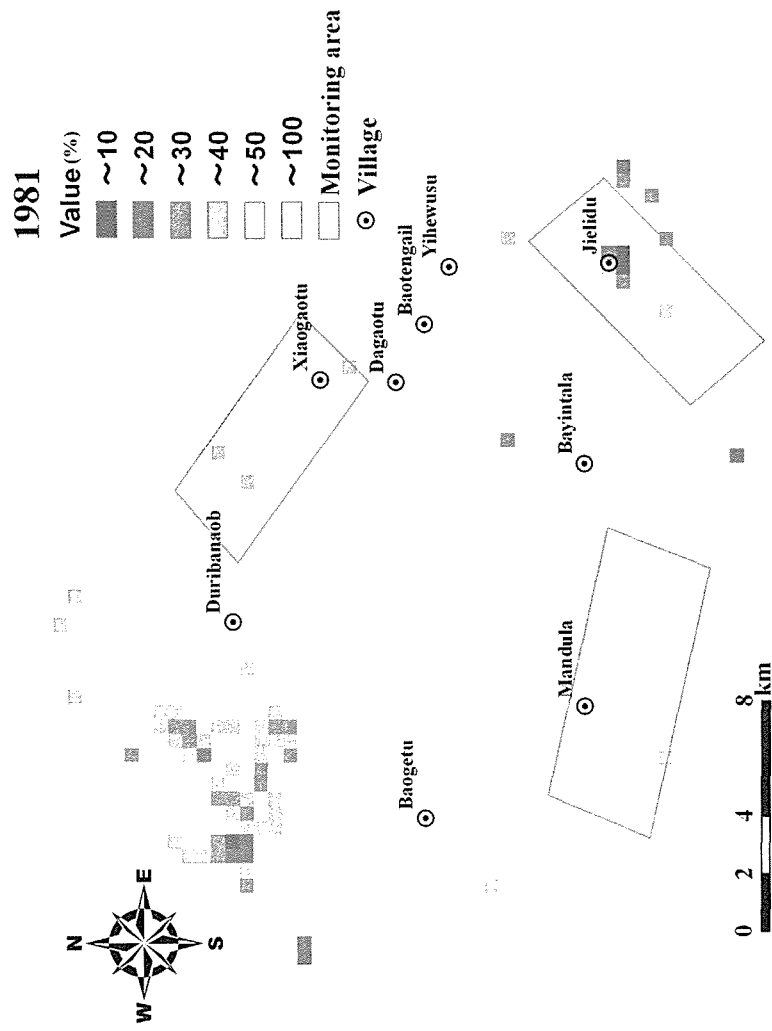 1981
Value(%)
~10
~20
~30
~40
~50
~100
Monitoring area
Village
N
W
E
S
Duribanaob
Xiaogaotu
Dagaotu
Baotengail
Yihewusu
Baogetu
Mandula
Bayintala
Jielidu
0 2 4 8
km